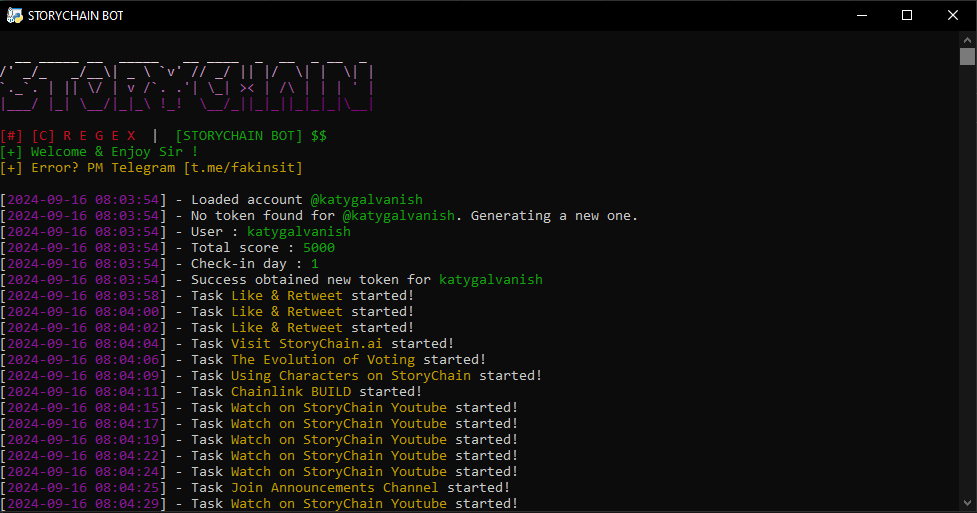 STORYCHAIN BOT
[#] [C] R E G E X | [STORYCHAIN BOT] $$
[+] Welcome & Enjoy Sir !
[+] Error? PM Telegram [t.me/fakinsit]
[2024-09-16 08:03:54] - Loaded account @katygalvanish
[2024-09-16 08:03:54] - No token found for @katygalvanish. Generating a new one.
[2024-09-16 08:03:54] - User : katygalvanish
[2024-09-16 08:03:54] - Total score : 5000
[2024-09-16 08:03:54] - Check-in day : 1
[2024-09-16 08:03:54] - Success obtained new token for katygalvanish
[2024-09-16 08:03:58] - Task Like & Retweet started!
[2024-09-16 08:04:00] - Task Like & Retweet started!
[2024-09-16 08:04:02] - Task Like & Retweet started!
[2024-09-16 08:04:04] - Task Visit StoryChain.ai started!
[2024-09-16 08:04:06] - Task The Evolution of Voting started!
[2024-09-16 08:04:09] - Task Using Characters on StoryChain started!
[2024-09-16 08:04:11] - Task Chainlink BUILD started!
[2024-09-16 08:04:15] - Task Watch on StoryChain Youtube started!
[2024-09-16 08:04:17] - Task Watch on StoryChain Youtube started!
[2024-09-16 08:04:19] - Task Watch on StoryChain Youtube started!
[2024-09-16 08:04:22] - Task Watch on StoryChain Youtube started!
[2024-09-16 08:04:24] - Task Watch on StoryChain Youtube started!
[2024-09-16 08:04:25] - Task Join Announcements Channel started!
[2024-09-16 08:04:29] - Task Watch on StoryChain Youtube started!